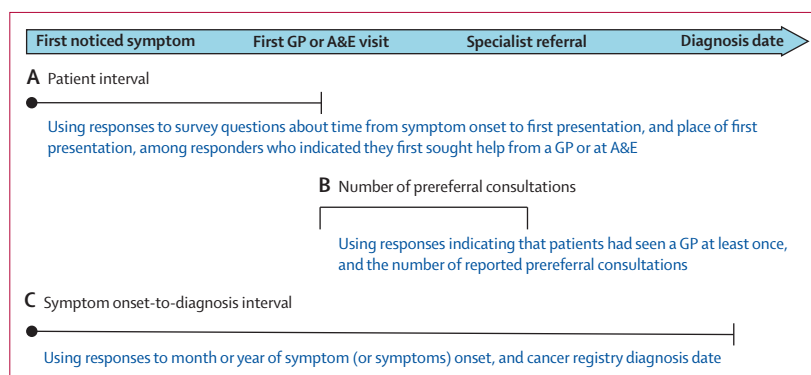 First noticed symptom First GP or A&E visit Specialist referral Diagnosis date
A Patient interval
Using responses to survey questions about time from symptom onset to first presentation, and place of first
presentation, among responders who indicated they first sought help from a GP or at A&E
B Number of prereferral consultations
Using responses indicating that patients had seen a GP at least once,
and the number of reported prereferral consultations
C Symptom onset-to-diagnosis interval
Using responses to month or year of symptom (or symptoms) onset, and cancer registry diagnosis date